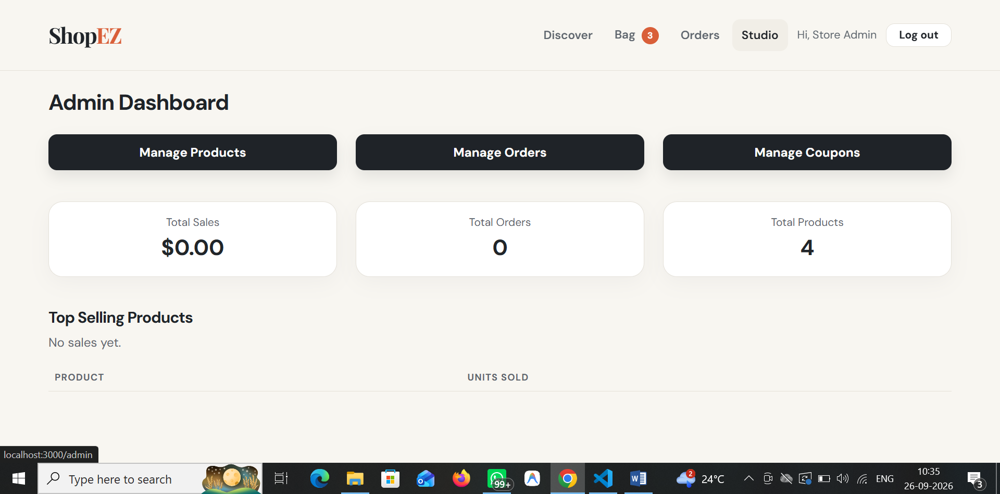 ShopEZ
Discover Bag 3 Orders Studio Hi, Store Admin Log out
Admin Dashboard
Manage Products Manage Orders Manage Coupons
Total Sales Total Orders Total Products
$0.00 0 4
Top Selling Products
No sales yet.
PRODUCT UNITS SOLD
localhost:3000/admin
Type here to search
99+
2
24°C
ENG
10:35
26-09-2026
3